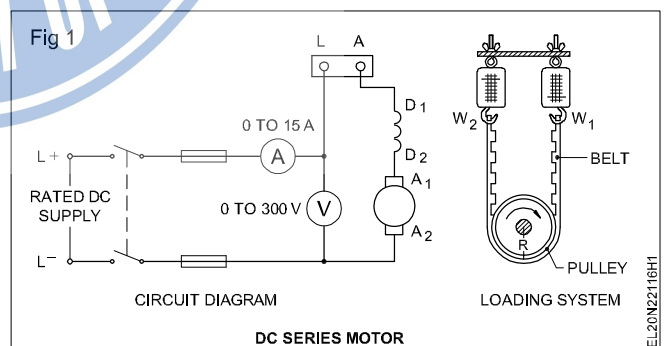 Fig 1
L A
D1
D2
0 TO 15 A
A
L+
RATED DC
SUPPLY
0 TO 300 V
V
A1
A2
L-
CIRCUIT DIAGRAM
W2
W1
BELT
R
PULLEY
LOADING SYSTEM
DC SERIES MOTOR
EL20N22116H1